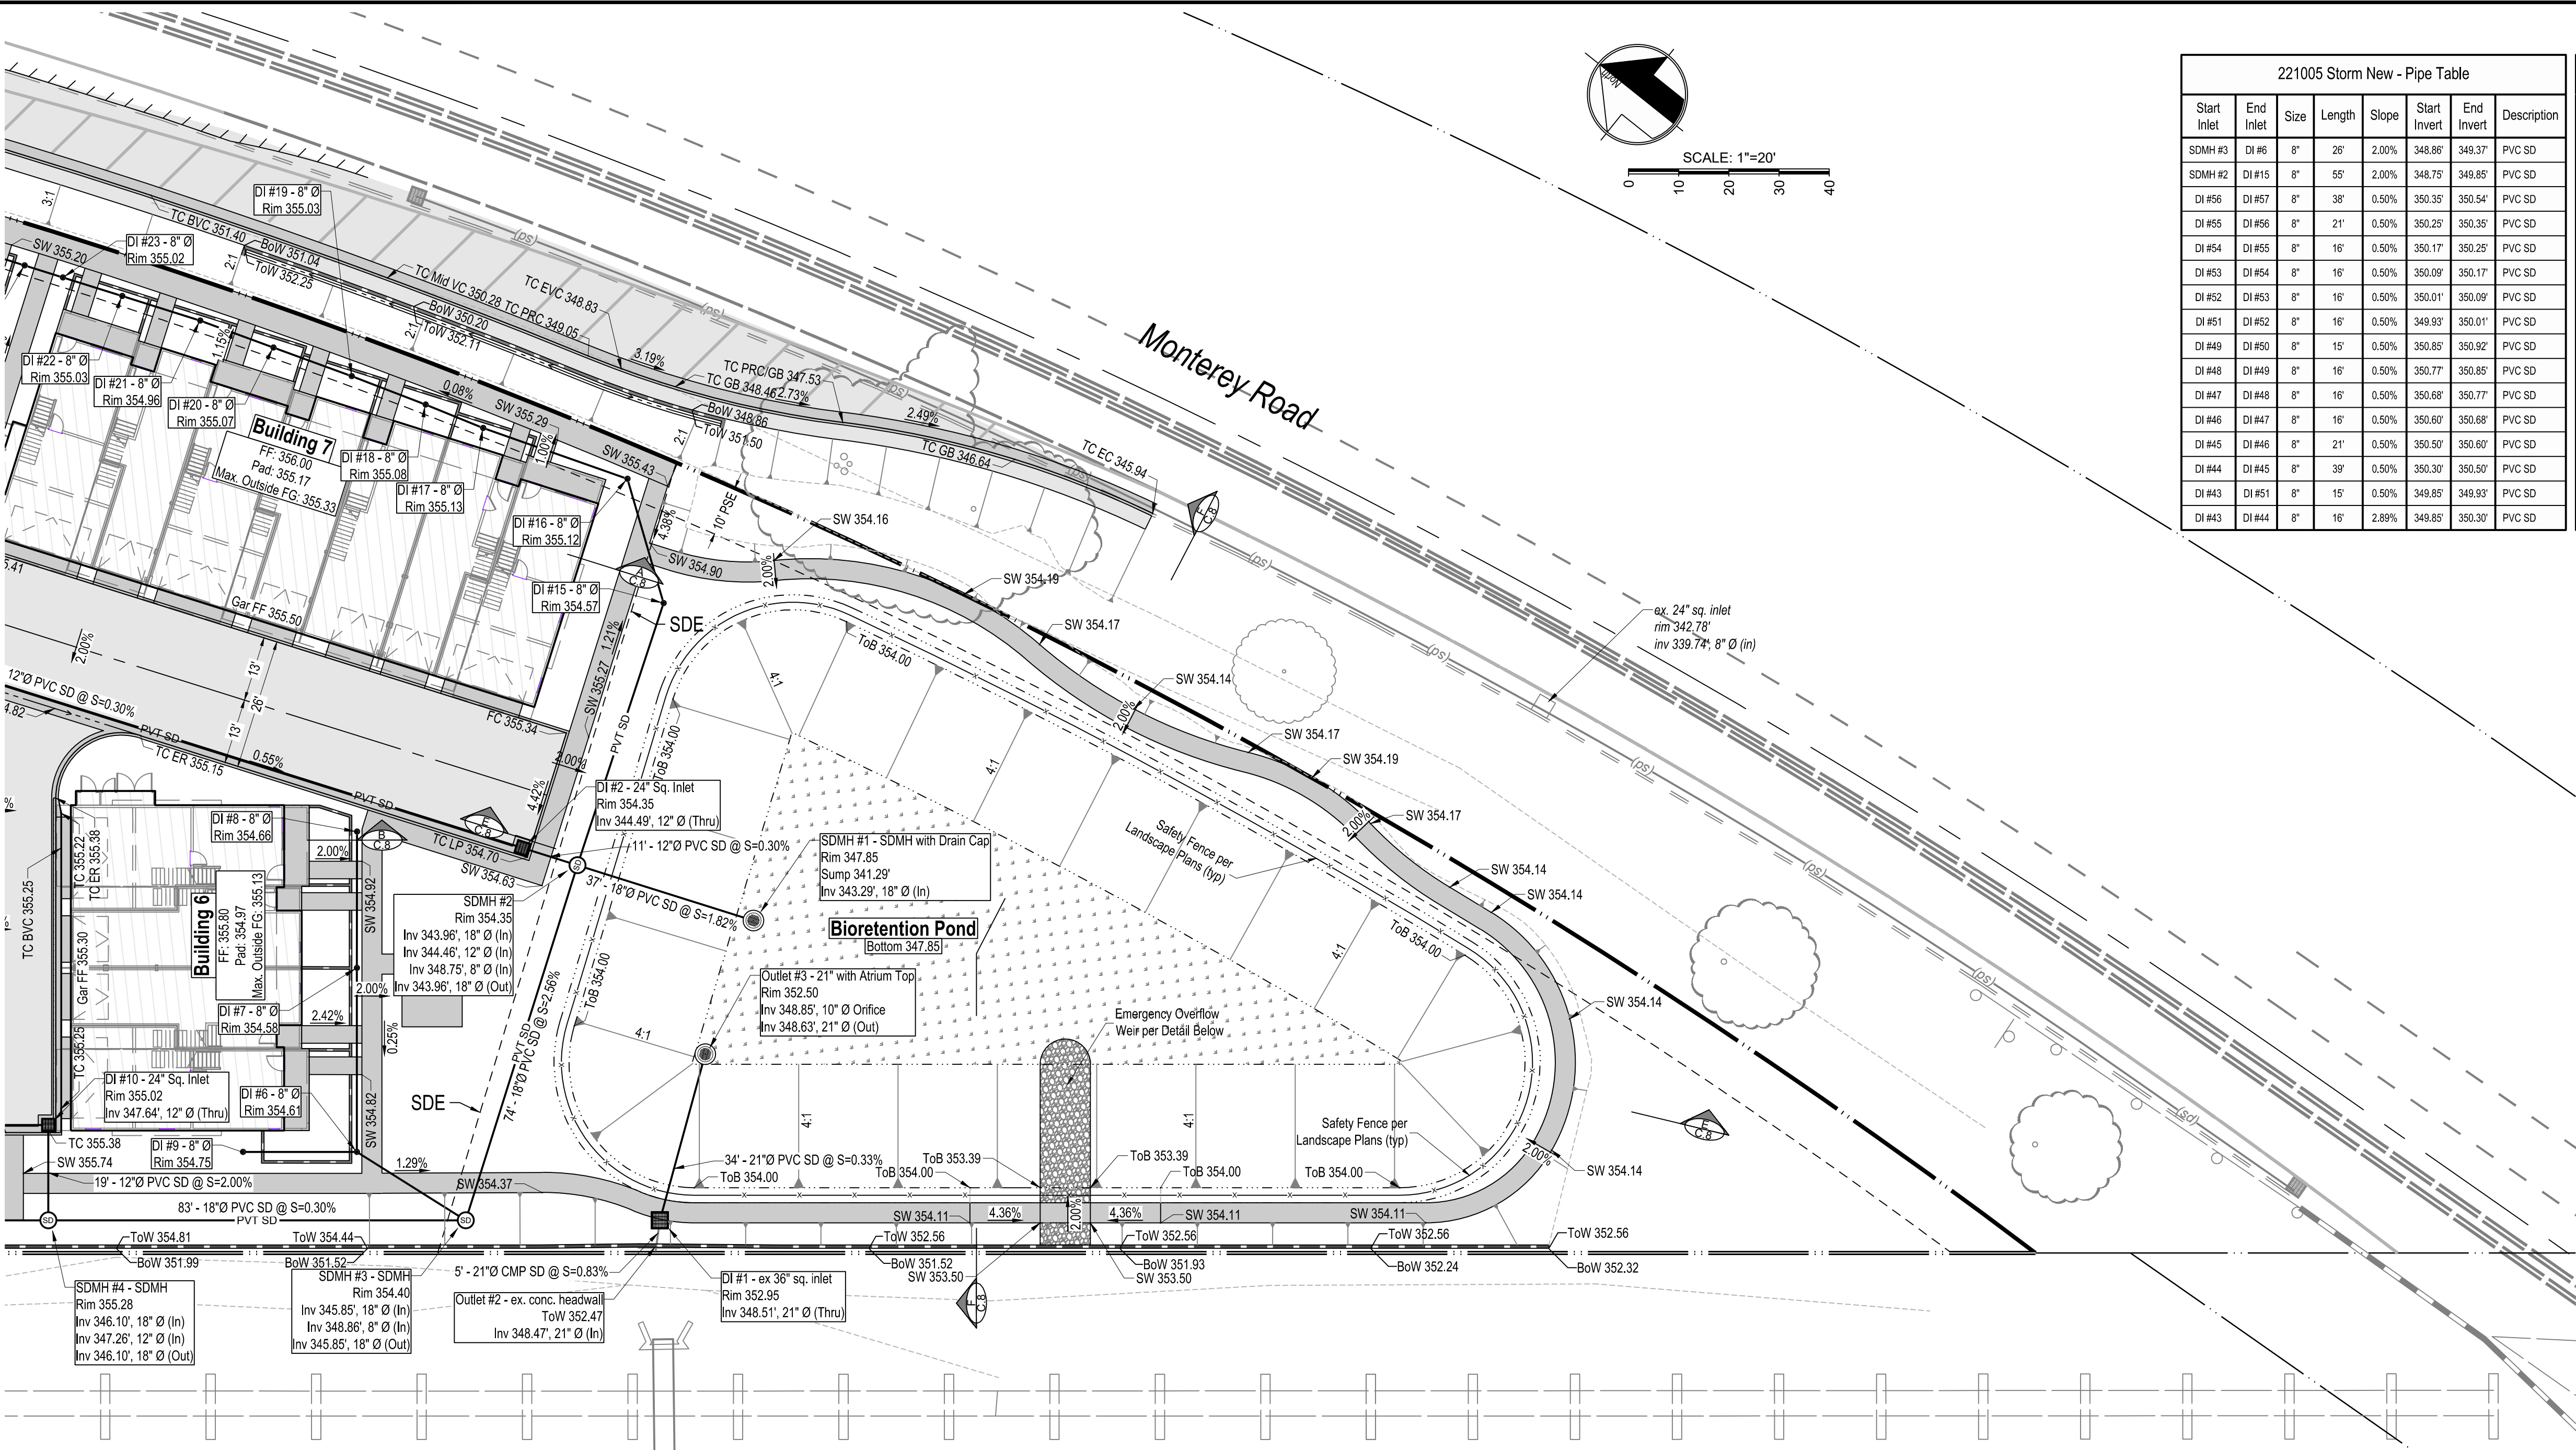 Monterey Road
North
SCALE: 1"=20'
0 10 20 30 40
221005 Storm New - Pipe Table
Start Inlet End Inlet Size Length Slope Start Invert End Invert Description
SDMH #3 DI #6 8" 26' 2.00% 348.86' 349.37' PVC SD
SDMH #2 DI #15 8" 55' 2.00% 348.75' 349.85' PVC SD
DI #56 DI #57 8" 38' 0.50% 350.35' 350.54' PVC SD
DI #55 DI #56 8" 21' 0.50% 350.25' 350.35' PVC SD
DI #54 DI #55 8" 16' 0.50% 350.17' 350.25' PVC SD
DI #53 DI #54 8" 16' 0.50% 350.09' 350.17' PVC SD
DI #52 DI #53 8" 16' 0.50% 350.01' 350.09' PVC SD
DI #51 DI #52 8" 16' 0.50% 349.93' 350.01' PVC SD
DI #49 DI #50 8" 15' 0.50% 350.85' 350.92' PVC SD
DI #48 DI #49 8" 16' 0.50% 350.77' 350.85' PVC SD
DI #47 DI #48 8" 16' 0.50% 350.68' 350.77' PVC SD
DI #46 DI #47 8" 16' 0.50% 350.60' 350.68' PVC SD
DI #45 DI #46 8" 21' 0.50% 350.50' 350.60' PVC SD
DI #44 DI #45 8" 39' 0.50% 350.30' 350.50' PVC SD
DI #43 DI #51 8" 15' 0.50% 349.85' 349.93' PVC SD
DI #43 DI #44 8" 16' 2.89% 349.85' 350.30' PVC SD
3:1
DI #19 - 8" Ø
Rim 355.03
TC BVC 351.40
SW 355.20
DI #23 - 8" Ø
Rim 355.02
BoW 351.04
ToW 352.25
2:1
TC Mid VC 350.28
TC EVC 348.83
TC PRC 349.05
BoW 350.20
ToW 352.11
2:1
(ps)
(ps)
3.19%
TC PRC/GB 347.53
TC GB 348.46
2.73%
2.49%
(ps)
BoW 348.86
ToW 351.50
2:1
TC GB 346.64
TC EC 345.94
(ps)
DI #22 - 8" Ø
Rim 355.03
1.15%
DI #21 - 8" Ø
Rim 354.96
DI #20 - 8" Ø
Rim 355.07
0.08%
SW 355.29
Building 7
FF: 356.00
Pad: 355.17
Max. Outside FG: 355.33
DI #18 - 8" Ø
Rim 355.08
1.00%
SW 355.43
DI #17 - 8" Ø
Rim 355.13
DI #16 - 8" Ø
Rim 355.12
4.38%
10' PSE
SW 354.16
SW 354.90
2.00%
A
C.8
DI #15 - 8" Ø
Rim 354.57
SDE
SW 354.19
F
C.8
(ps)
ex. 24" sq. inlet
rim 342.78'
inv 339.74', 8" Ø (in)
SW 354.17
ToB 354.00
Gar FF 355.50
2.00%
13'
26'
13'
1.21%
SW 355.27
PVT SD
ToB 354.00
4:1
SW 354.14
2.00%
(ps)
12"Ø PVC SD @ S=0.30%
PVT SD
TC ER 355.15
0.55%
FC 355.34
2.00%
4.42%
4:1
SW 354.17
SW 354.19
(ps)
PVT SD
DI #2 - 24" Sq. Inlet
Rim 354.35
Inv 344.49', 12" Ø (Thru)
DI #8 - 8" Ø
Rim 354.66
B
C.8
E
C.8
TC LP 354.70
SW 354.63
11' - 12"Ø PVC SD @ S=0.30%
SDMH #1 - SDMH with Drain Cap
Rim 347.85
Sump 341.29'
Inv 343.29', 18" Ø (In)
Safety Fence per
Landscape Plans (typ)
2.00%
SW 354.17
TC 355.22
TC ER 355.38
2.00%
SD
37' - 18"Ø PVC SD @ S=1.82%
SW 354.14
SW 354.14
(ps)
TC BVC 355.25
Gar FF 355.30
Building 6
FF: 355.80
Pad: 354.97
Max. Outside FG: 355.13
SW 354.92
SDMH #2
Rim 354.35
Inv 343.96', 18" Ø (In)
Inv 344.46', 12" Ø (In)
Inv 348.75', 8" Ø (In)
Inv 343.96', 18" Ø (Out)
Bioretention Pond
Bottom 347.85
4:1
ToB 354.00
Outlet #3 - 21" with Atrium Top
Rim 352.50
Inv 348.85', 10" Ø Orifice
Inv 348.63', 21" Ø (Out)
ToB 354.00
4:1
2.00%
DI #7 - 8" Ø
Rim 354.58
2.42%
0.25%
PVT SD
74' - 18"Ø PVC SD @ S=2.56%
Emergency Overflow
Weir per Detail Below
SW 354.14
(ps)
TC 355.25
DI #10 - 24" Sq. Inlet
Rim 355.02
Inv 347.64', 12" Ø (Thru)
DI #6 - 8" Ø
Rim 354.61
SW 354.82
SDE
4:1
4:1
Safety Fence per
Landscape Plans (typ)
E
C.8
(sd)
TC 355.38
SW 355.74
DI #9 - 8" Ø
Rim 354.75
19' - 12"Ø PVC SD @ S=2.00%
1.29%
SW 354.37
34' - 21"Ø PVC SD @ S=0.33%
ToB 354.00
ToB 353.39
ToB 354.00
ToB 353.39
ToB 354.00
ToB 354.00
2.00%
SW 354.14
83' - 18"Ø PVC SD @ S=0.30%
PVT SD
SD
SD
SW 354.11
4.36%
2.00%
4.36%
SW 354.11
SW 354.11
ToW 354.81
BoW 351.99
ToW 354.44
BoW 351.52
ToW 352.56
BoW 351.52
SW 353.50
ToW 352.56
BoW 351.93
SW 353.50
ToW 352.56
BoW 352.24
ToW 352.56
BoW 352.32
SDMH #4 - SDMH
Rim 355.28
Inv 346.10', 18" Ø (In)
Inv 347.26', 12" Ø (In)
Inv 346.10', 18" Ø (Out)
SDMH #3 - SDMH
Rim 354.40
Inv 345.85', 18" Ø (In)
Inv 348.86', 8" Ø (In)
Inv 345.85', 18" Ø (Out)
5' - 21"Ø CMP SD @ S=0.83%
Outlet #2 - ex. conc. headwall
ToW 352.47
Inv 348.47', 21" Ø (In)
DI #1 - ex 36" sq. inlet
Rim 352.95
Inv 348.51', 21" Ø (Thru)
F
C.8